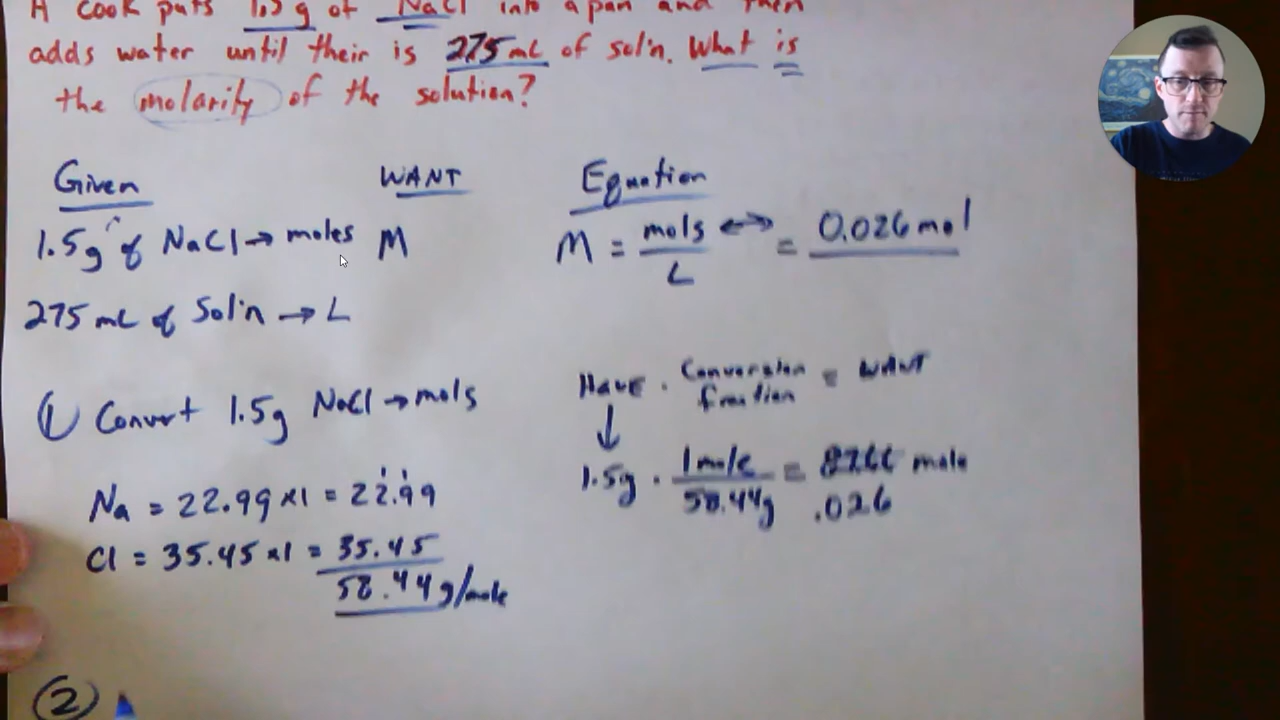 A cook puts 1.5 g of NaCl into a pan and then
adds water until their is 275 mL of sol'n. What is
the molarity of the solution?
Given
1.5g of NaCl → moles
275 mL of Sol'n → L
WANT
M
Equation
M = mols / L ↔ = 0.026 mol
① Convert 1.5g NaCl → mols
Na = 22.99 x1 = 22.99
Cl = 35.45 x1 = 35.45
58.44 g/mole
Have · Conversion fraction = WANT
↓
1.5g · 1 mole / 58.44g = mole
.026
②